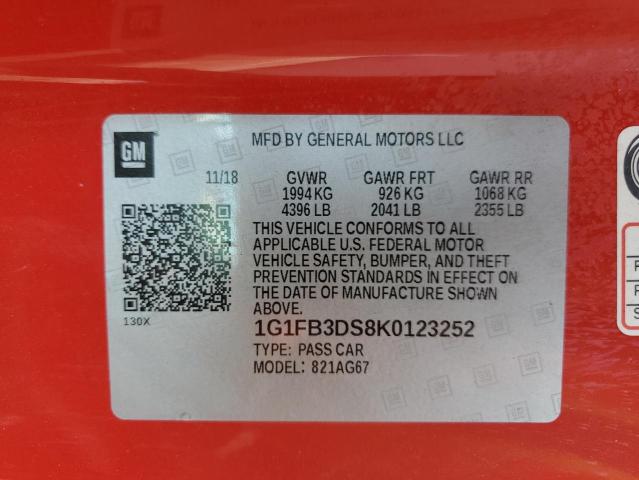 GM
MFD BY GENERAL MOTORS LLC
11/18 GVWR GAWR FRT GAWR RR
1994 KG 926 KG 1068 KG
4396 LB 2041 LB 2355 LB
THIS VEHICLE CONFORMS TO ALL
APPLICABLE U.S. FEDERAL MOTOR
VEHICLE SAFETY, BUMPER, AND THEFT
PREVENTION STANDARDS IN EFFECT ON
THE DATE OF MANUFACTURE SHOWN
ABOVE.
130X
1G1FB3DS8K0123252
TYPE: PASS CAR
MODEL: 821AG67